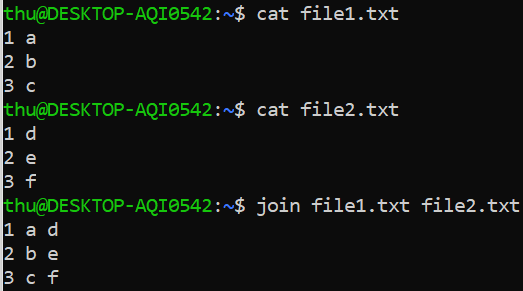 thu@DESKTOP-AQI0542:~$ cat file1.txt
1 a
2 b
3 c
thu@DESKTOP-AQI0542:~$ cat file2.txt
1 d
2 e
3 f
thu@DESKTOP-AQI0542:~$ join file1.txt file2.txt
1 a d
2 b e
3 c f